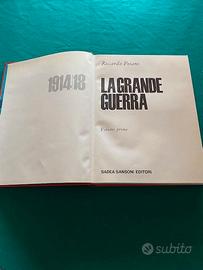 1914/18
Riccardo Posani
LA GRANDE
GUERRA
Volume primo
SADEA SANSONI EDITORI
subito